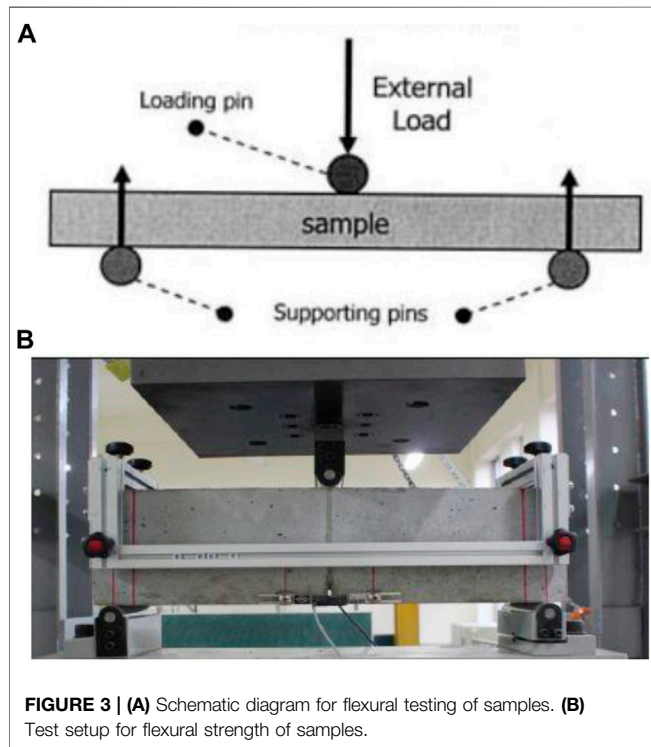 A
Loading pin
External
Load
sample
Supporting pins
B
FIGURE 3 | (A) Schematic diagram for flexural testing of samples. (B)
Test setup for flexural strength of samples.